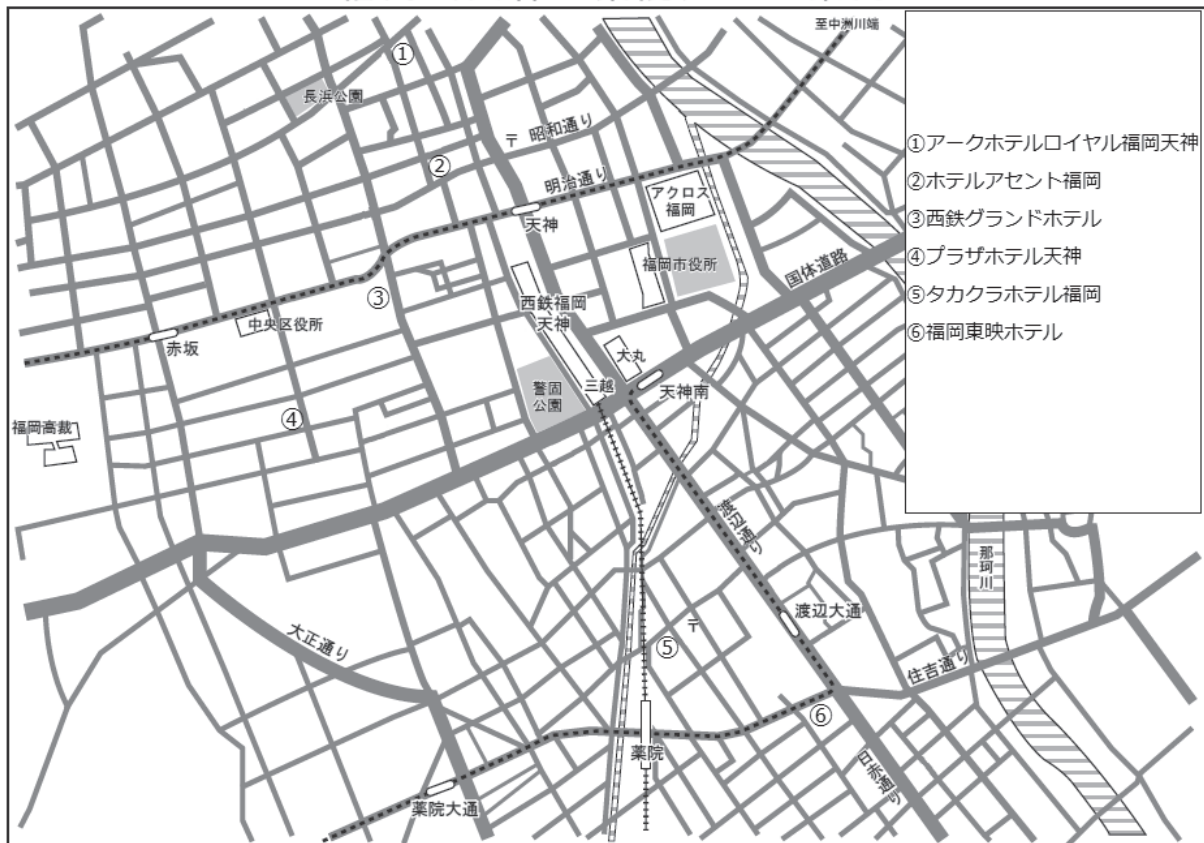 至中洲川端
①
長浜公園
〒
昭和通り
②
明治通り
アクロス
福岡
天神
福岡市役所
国体道路
③
西鉄福岡
天神
中央区役所
赤坂
大丸
三越
天神南
警固
公園
④
福岡高裁
渡辺通り
那珂川
渡辺大通
大正通り
〒
⑤
住吉通り
⑥
薬院
日赤通り
薬院大通
①アークホテルロイヤル福岡天神
②ホテルアセント福岡
③西鉄グランドホテル
④プラザホテル天神
⑤タカクラホテル福岡
⑥福岡東映ホテル